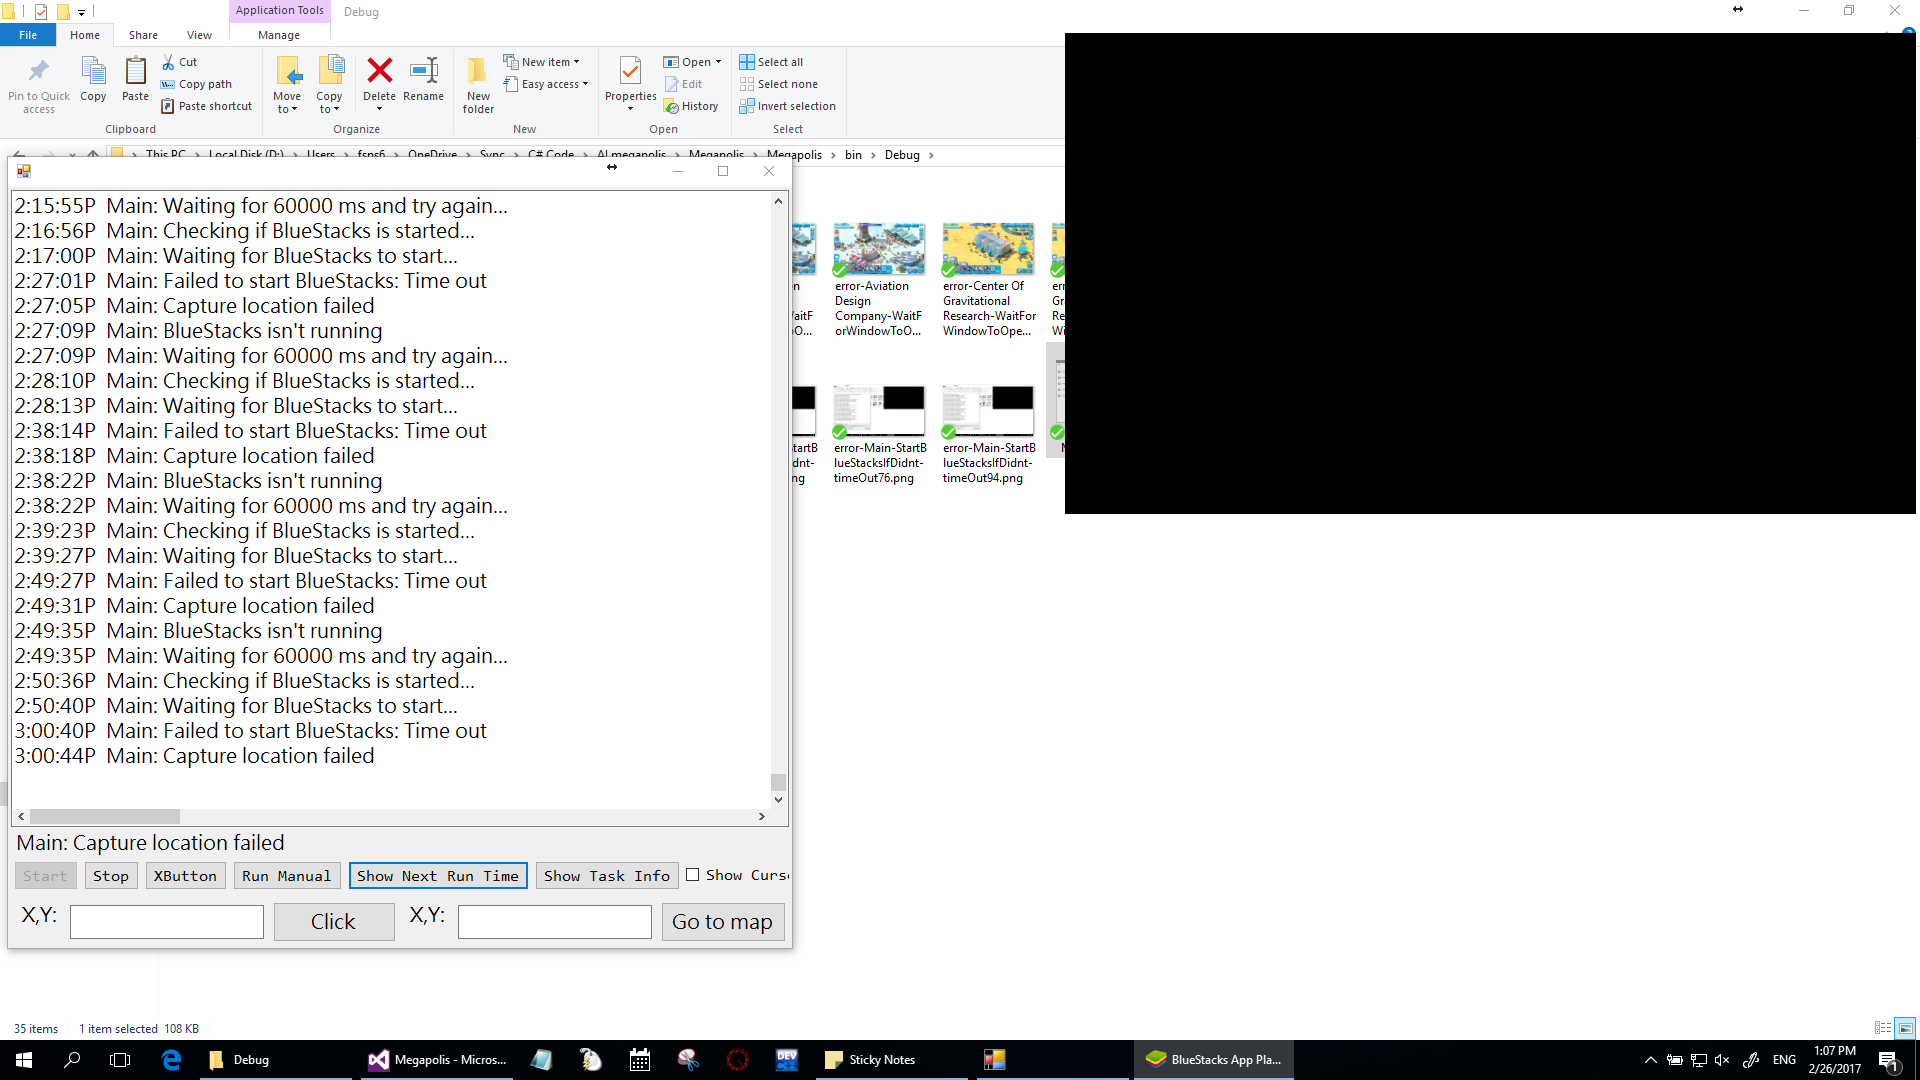 Application Tools
Debug
File
Home
Share
View
Manage
Pin to Quick access
Copy
Paste
Cut
Copy path
Paste shortcut
Clipboard
Move to
Copy to
Delete
Rename
Organize
New folder
New item
Easy access
New
Properties
Open
Edit
History
Open
Select all
Select none
Invert selection
Select
This PC
Local Disk (D:)
Users
fsps6
OneDrive
Sync
C# Code
AI megapolis
Megapolis
Megapolis
bin
Debug
2:15:55P Main: Waiting for 60000 ms and try again...
2:16:56P Main: Checking if BlueStacks is started...
2:17:00P Main: Waiting for BlueStacks to start...
2:27:01P Main: Failed to start BlueStacks: Time out
2:27:05P Main: Capture location failed
2:27:09P Main: BlueStacks isn't running
2:27:09P Main: Waiting for 60000 ms and try again...
2:28:10P Main: Checking if BlueStacks is started...
2:28:13P Main: Waiting for BlueStacks to start...
2:38:14P Main: Failed to start BlueStacks: Time out
2:38:18P Main: Capture location failed
2:38:22P Main: BlueStacks isn't running
2:38:22P Main: Waiting for 60000 ms and try again...
2:39:23P Main: Checking if BlueStacks is started...
2:39:27P Main: Waiting for BlueStacks to start...
2:49:27P Main: Failed to start BlueStacks: Time out
2:49:31P Main: Capture location failed
2:49:35P Main: BlueStacks isn't running
2:49:35P Main: Waiting for 60000 ms and try again...
2:50:36P Main: Checking if BlueStacks is started...
2:50:40P Main: Waiting for BlueStacks to start...
3:00:40P Main: Failed to start BlueStacks: Time out
3:00:44P Main: Capture location failed
Main: Capture location failed
Start
Stop
XButton
Run Manual
Show Next Run Time
Show Task Info
Show Curs
X,Y:
Click
X,Y:
Go to map
error-Aviation
Design
Company-WaitF
orWindowToO...
error-Center Of
Gravitational
Research-WaitFor
WindowToOpe...
error-Main-StartB
lueStacksIfDidnt-
timeOut76.png
error-Main-StartB
lueStacksIfDidnt-
timeOut94.png
35 items
1 item selected 108 KB
Debug
Megapolis - Micros...
DEV
Sticky Notes
BlueStacks App Pla...
ENG
1:07 PM
2/26/2017
1